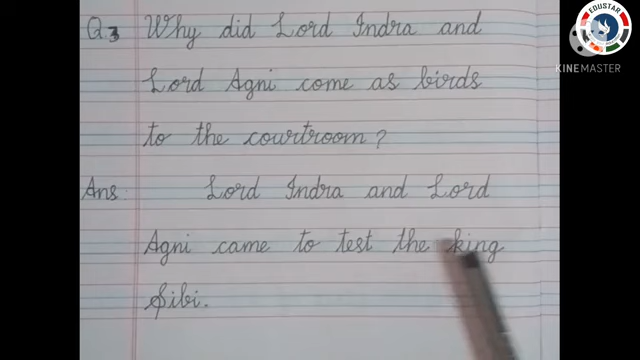 Q3 Why did Lord Indra and
Lord Agni come as birds
to the courtroom?
Ans. Lord Indra and Lord
Agni came to test the king
Sibi.
EDUSTAR
KINEMASTER